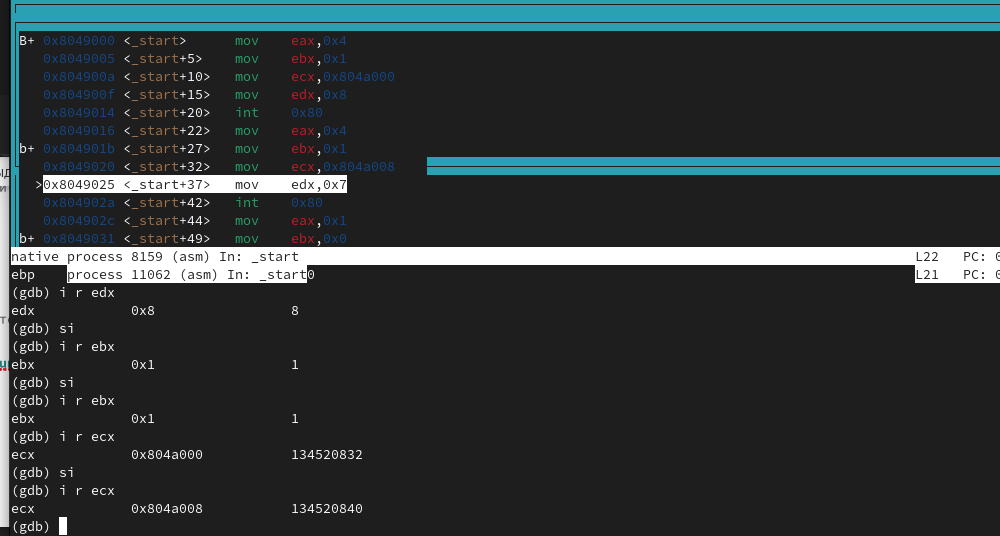 B+ 0x8049000 <_start> mov eax,0x4
0x8049005 <_start+5> mov ebx,0x1
0x804900a <_start+10> mov ecx,0x804a000
0x804900f <_start+15> mov edx,0x8
0x8049014 <_start+20> int 0x80
0x8049016 <_start+22> mov eax,0x4
b+ 0x804901b <_start+27> mov ebx,0x1
0x8049020 <_start+32> mov ecx,0x804a008
>0x8049025 <_start+37> mov edx,0x7
0x804902a <_start+42> int 0x80
0x804902c <_start+44> mov eax,0x1
b+ 0x8049031 <_start+49> mov ebx,0x0
native process 8159 (asm) In: _start L22 PC: 0
ebp process 11062 (asm) In: _start0 L21 PC: 0
(gdb) i r edx
edx 0x8 8
(gdb) si
(gdb) i r ebx
ebx 0x1 1
(gdb) si
(gdb) i r ebx
ebx 0x1 1
(gdb) i r ecx
ecx 0x804a000 134520832
(gdb) si
(gdb) i r ecx
ecx 0x804a008 134520840
(gdb)